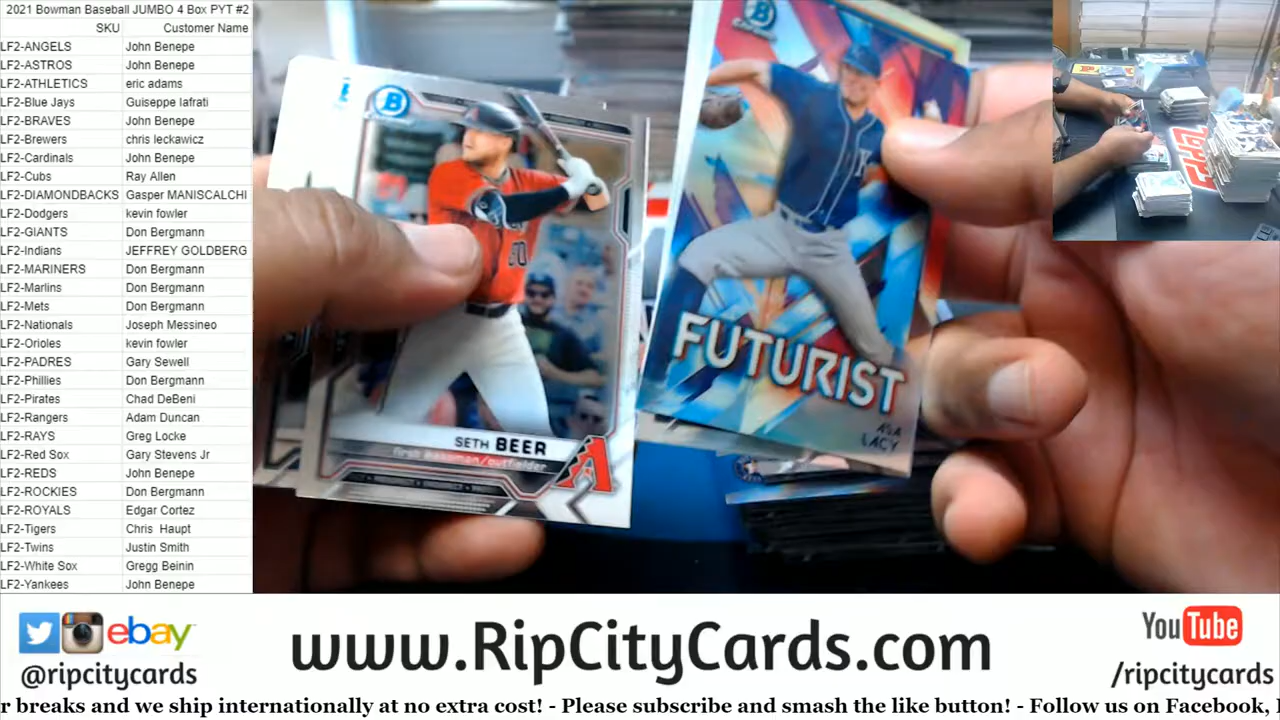 2021 Bowman Baseball JUMBO 4 Box PYT #2
SKU Customer Name
LF2-ANGELS John Benepe
LF2-ASTROS John Benepe
LF2-ATHLETICS eric adams
LF2-Blue Jays Guiseppe Iafrati
LF2-BRAVES John Benepe
LF2-Brewers chris leckawicz
LF2-Cardinals John Benepe
LF2-Cubs Ray Allen
LF2-DIAMONDBACKS Gasper MANISCALCHI
LF2-Dodgers kevin fowler
LF2-GIANTS Don Bergmann
LF2-Indians JEFFREY GOLDBERG
LF2-MARINERS Don Bergmann
LF2-Marlins Don Bergmann
LF2-Mets Don Bergmann
LF2-Nationals Joseph Messineo
LF2-Orioles kevin fowler
LF2-PADRES Gary Sewell
LF2-Phillies Don Bergmann
LF2-Pirates Chad DeBeni
LF2-Rangers Adam Duncan
LF2-RAYS Greg Locke
LF2-Red Sox Gary Stevens Jr
LF2-REDS John Benepe
LF2-ROCKIES Don Bergmann
LF2-ROYALS Edgar Cortez
LF2-Tigers Chris Haupt
LF2-Twins Justin Smith
LF2-White Sox Gregg Beinin
LF2-Yankees John Benepe
B
SETH BEER
first baseman/outfielder
A
B
FUTURIST
ASA
LACY
Topps
ebay
@ripcitycards
www.RipCityCards.com
YouTube
/ripcitycards
r breaks and we ship internationally at no extra cost! - Please subscribe and smash the like button! - Follow us on Facebook,